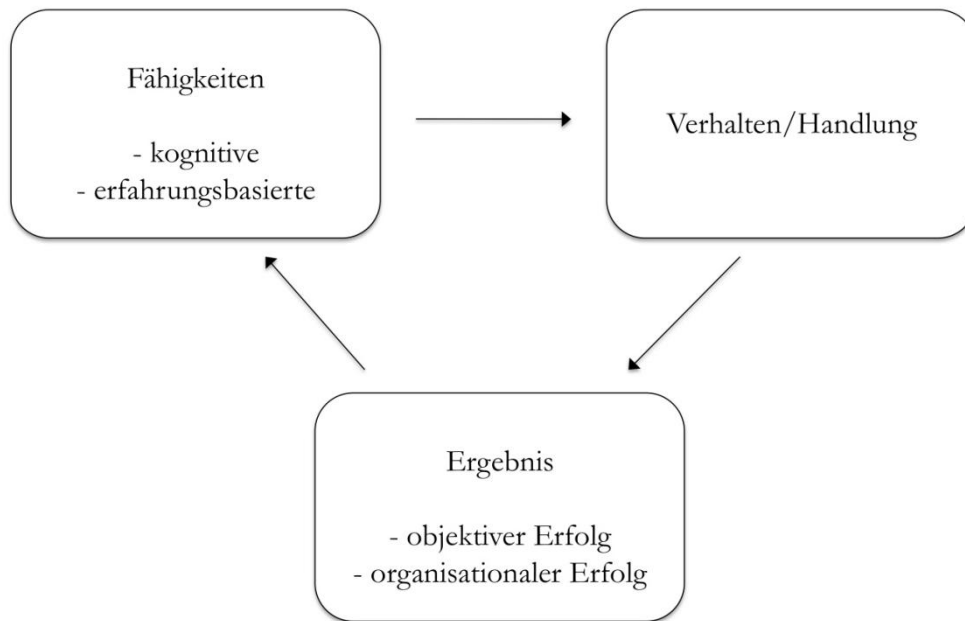 Fähigkeiten
- kognitive
- erfahrungsbasierte
Verhalten/Handlung
Ergebnis
- objektiver Erfolg
- organisationaler Erfolg